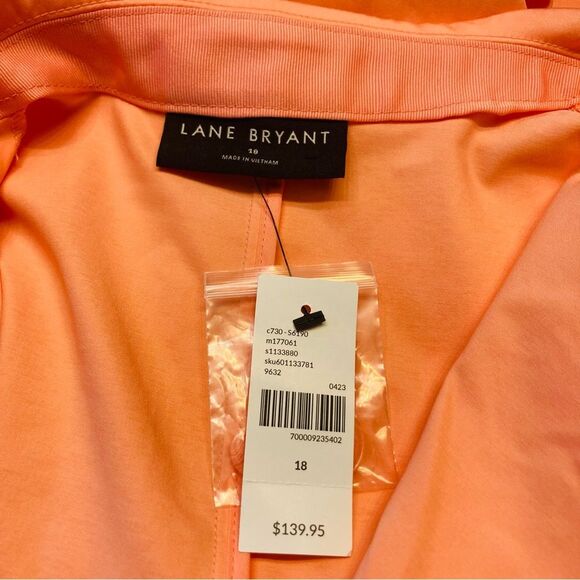 LANE BRYANT
18
MADE IN VIETNAM
c730 - S6190
m177061
s1133880
sku601133781
9632
0423
700009235402
18
$139.95